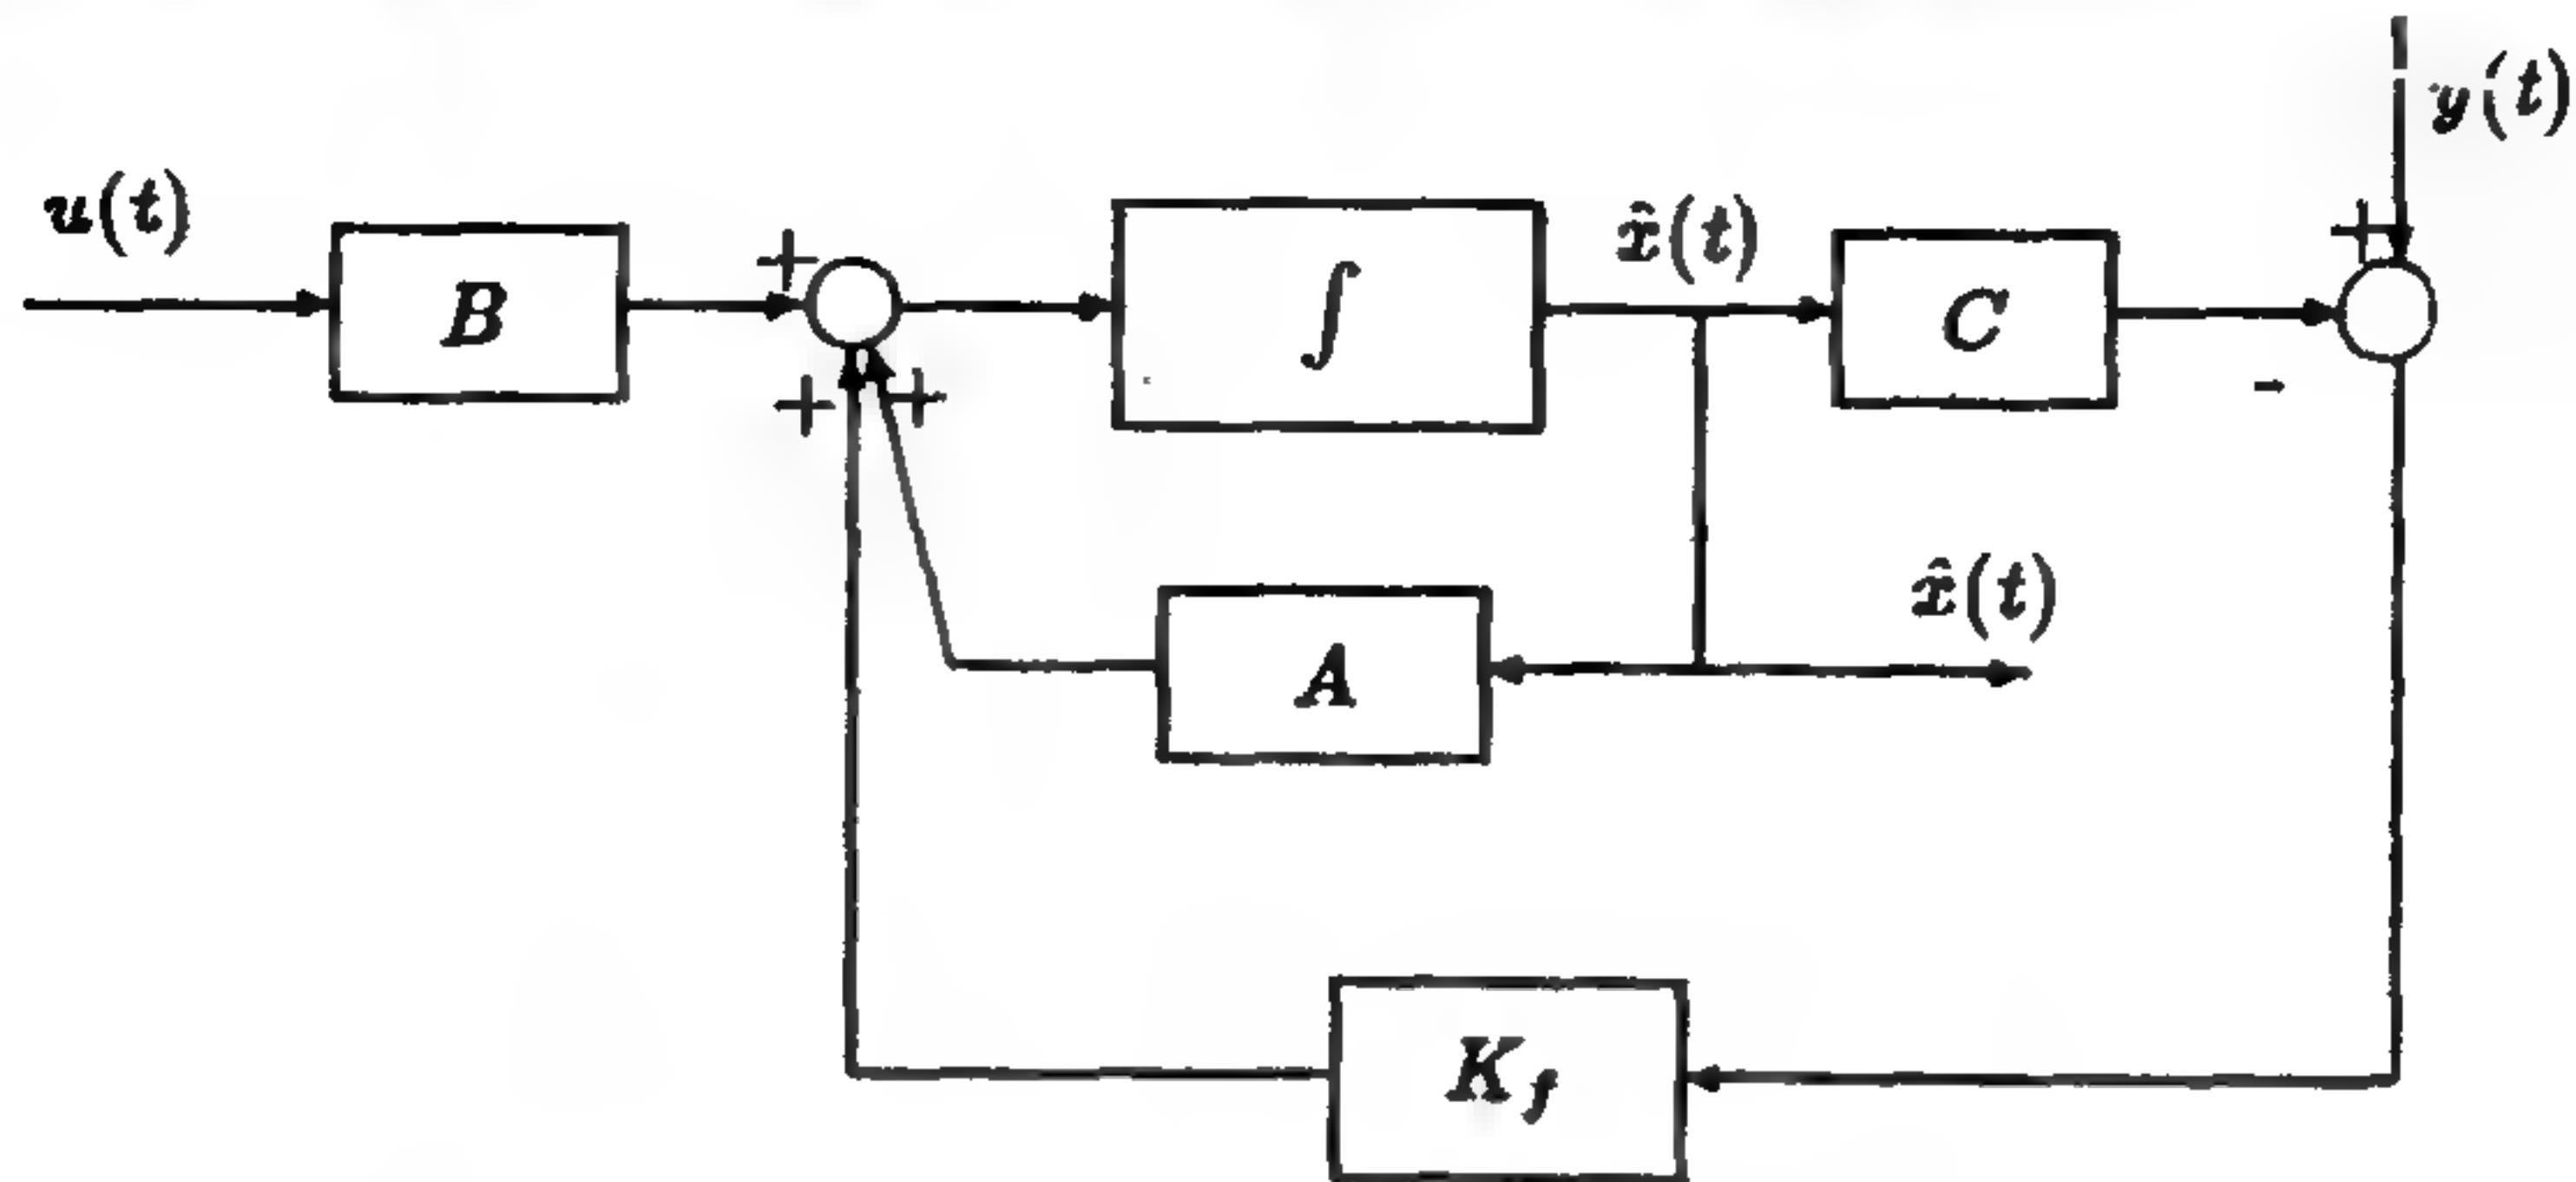 y(t)
u(t)
x̂(t)
+
+
B
∫
C
+ +
-
x̂(t)
A
K_f